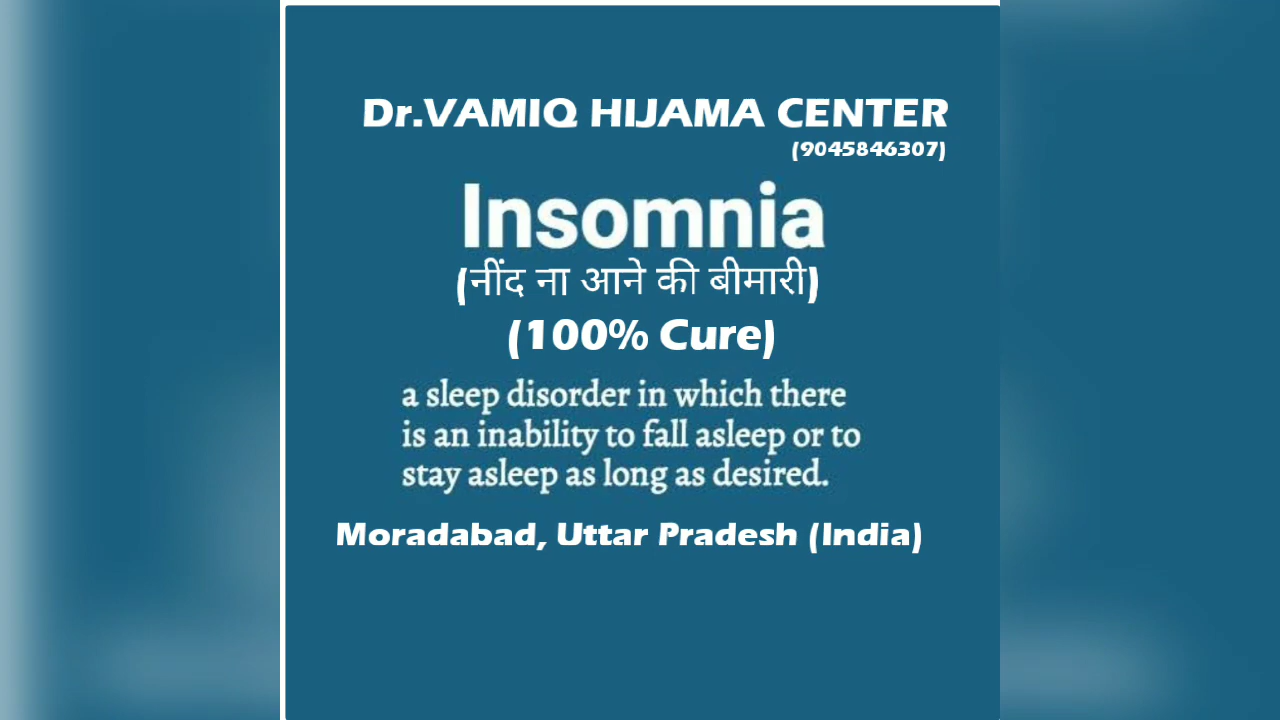 Dr.VAMIQ HIJAMA CENTER
(9045846307)
Insomnia
(नींद ना आने की बीमारी)
(100% Cure)
a sleep disorder in which there
is an inability to fall asleep or to
stay asleep as long as desired.
Moradabad, Uttar Pradesh (India)